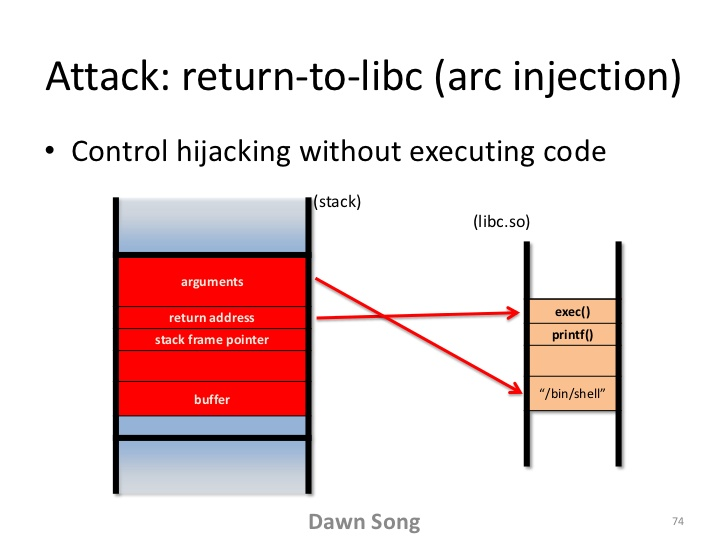 Attack: return-to-libc (arc injection)
• Control hijacking without executing code
(stack)
(libc.so)
arguments
return address
stack frame pointer
buffer
exec()
printf()
“/bin/shell”
Dawn Song
74